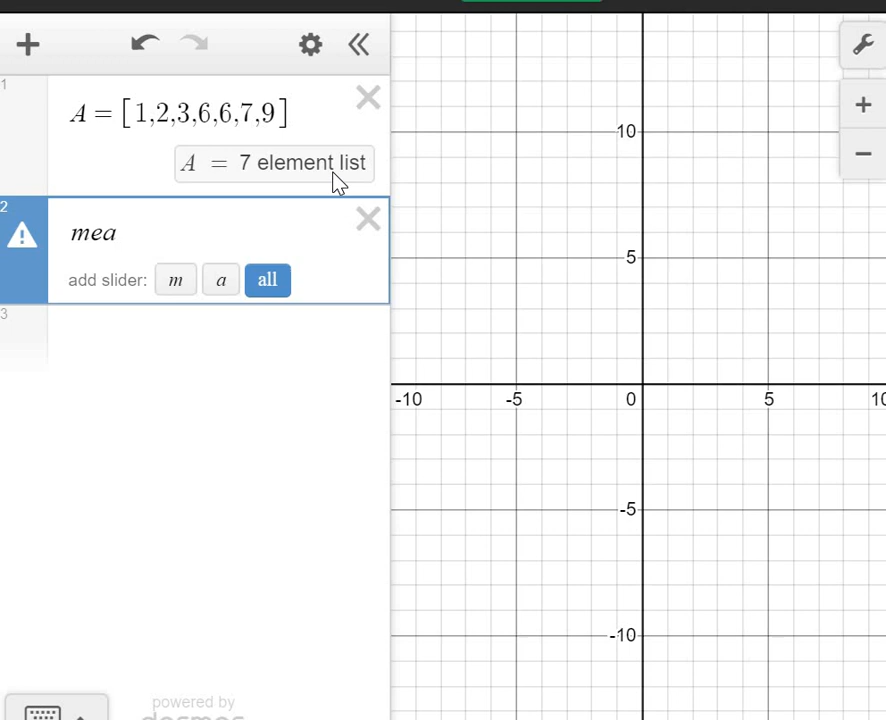 1
A = [1,2,3,6,6,7,9]
A = 7 element list
2
mea
add slider: m a all
3
10
5
-10 -5 0 5 10
-5
-10
powered by
desmos